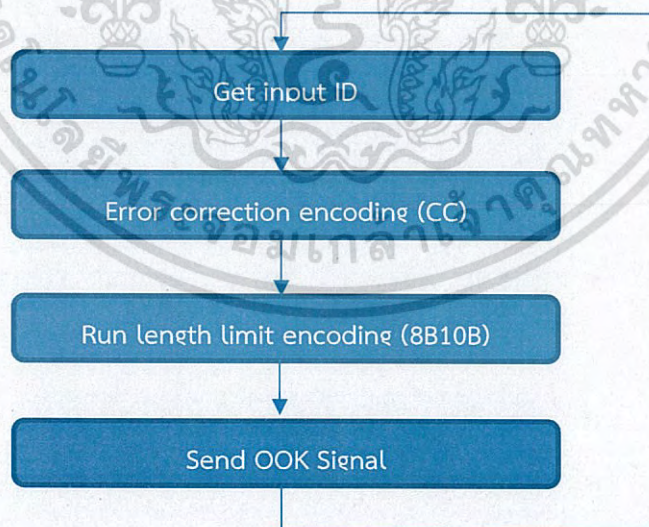 Get input ID
Error correction encoding (CC)
Run length limit encoding (8B10B)
Send OOK Signal